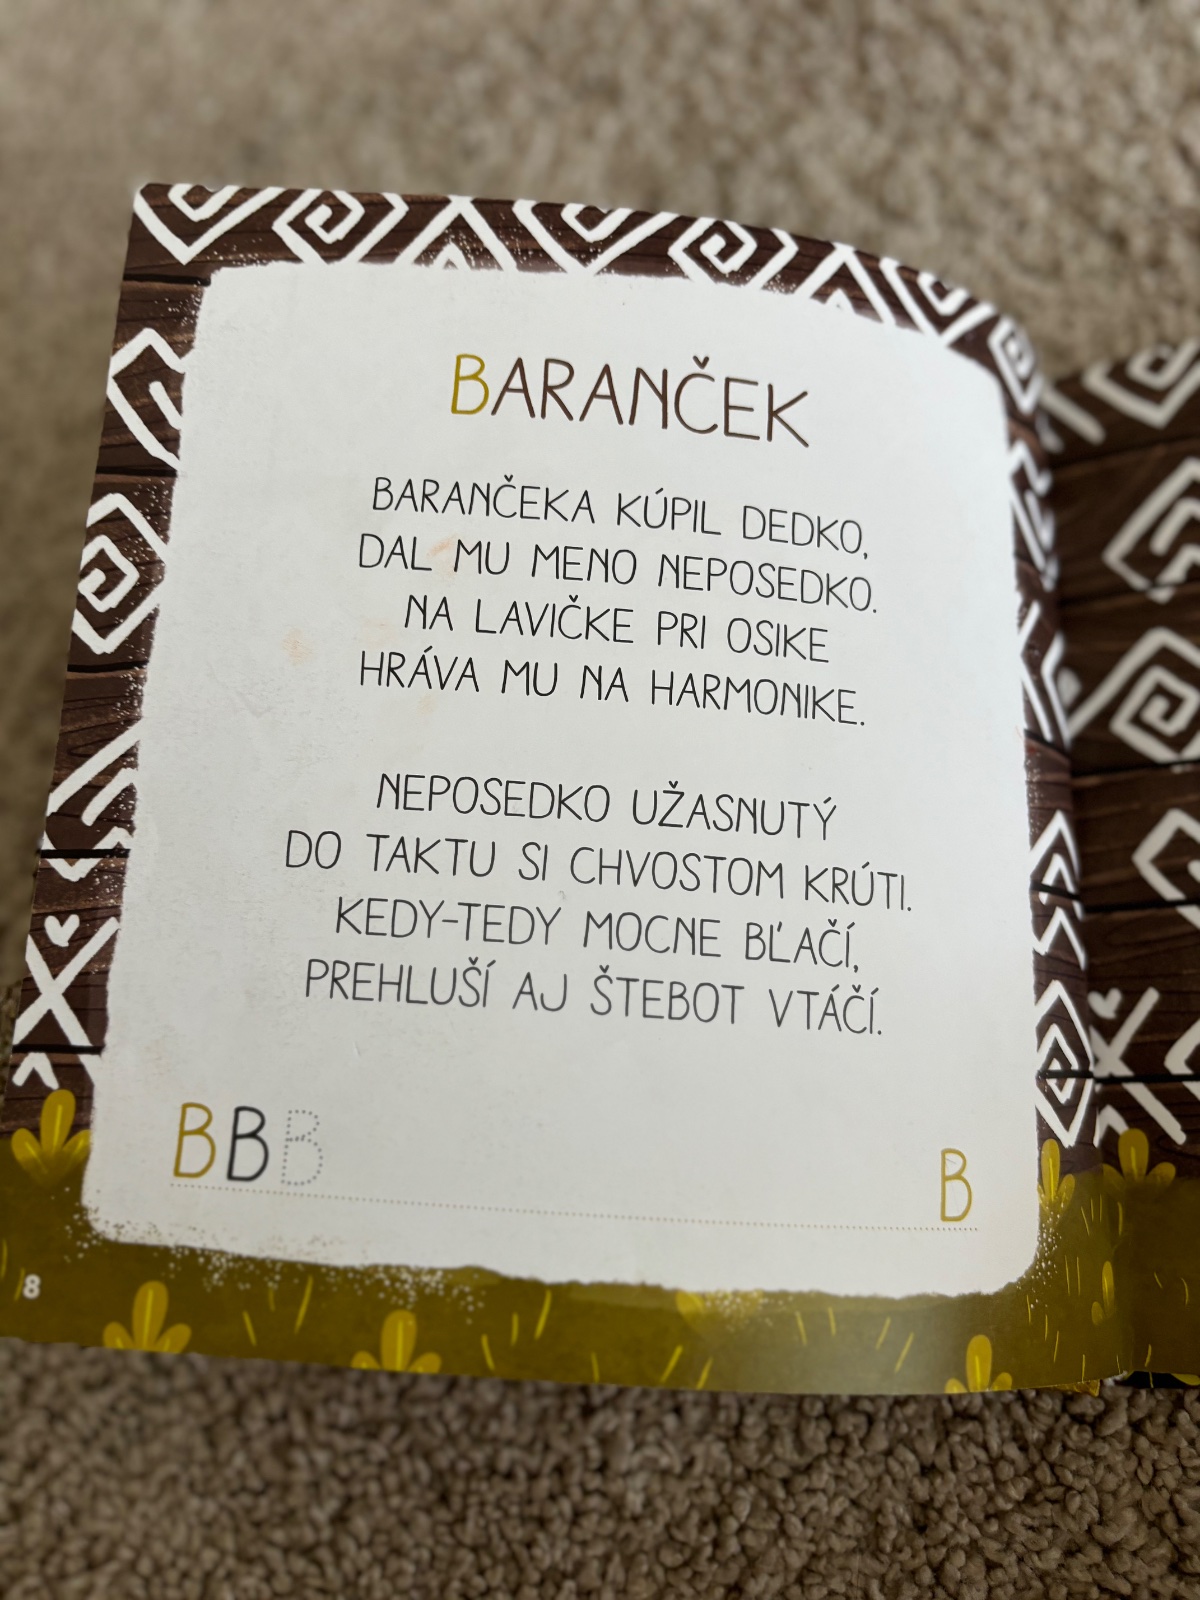 BARANČEK
BARANČEKA KÚPIL DEDKO,
DAL MU MENO NEPOSEDKO.
NA LAVIČKE PRI OSIKE
HRÁVA MU NA HARMONIKE.
NEPOSEDKO UŽASNUTÝ
DO TAKTU SI CHVOSTOM KRÚTI.
KEDY-TEDY MOCNE BĽAČÍ,
PREHLUŠÍ AJ ŠTEBOT VTÁČÍ.
B B B B
8